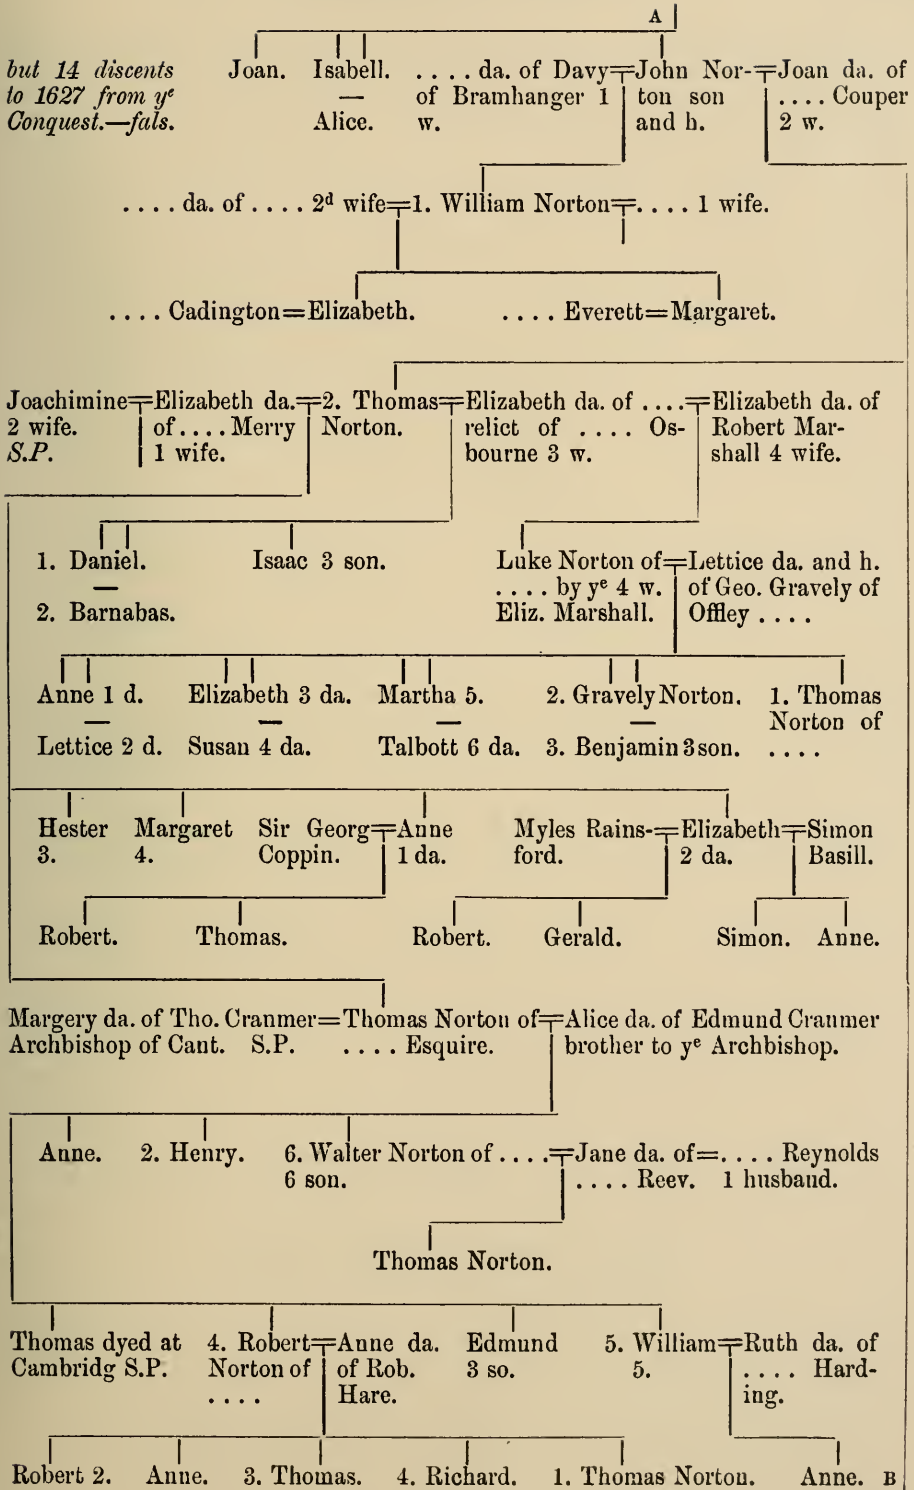 A
but 14 discents
to 1627 from yᵉ
Conquest.—fals.
Joan. Isabell.
—
Alice.
. . . . da. of Davy
of Bramhanger 1
w.
John Nor-
ton son
and h.
Joan da. of
. . . . Couper
2 w.
. . . . da. of . . . . 2ᵈ wife=1. William Norton=. . . . 1 wife.
. . . . Cadington=Elizabeth. . . . . Everett=Margaret.
Joachimine
2 wife.
S.P.
Elizabeth da.
of . . . . Merry
1 wife.
2. Thomas
Norton.
Elizabeth da. of . . . .
relict of . . . . Os-
bourne 3 w.
Elizabeth da. of
Robert Mar-
shall 4 wife.
1. Daniel.
—
2. Barnabas.
Isaac 3 son.
Luke Norton of
. . . . by yᵉ 4 w.
Eliz. Marshall.
Lettice da. and h.
of Geo. Gravely of
Offley . . . .
Anne 1 d.
—
Lettice 2 d.
Elizabeth 3 da.
—
Susan 4 da.
Martha 5.
—
Talbott 6 da.
2. Gravely Norton.
—
3. Benjamin 3 son.
1. Thomas
Norton of
. . . .
Hester
3.
Margaret
4.
Sir Georg
Coppin.
Anne
1 da.
Myles Rains-
ford.
Elizabeth
2 da.
Simon
Basill.
Robert. Thomas. Robert. Gerald. Simon. Anne.
Margery da. of Tho. Cranmer=Thomas Norton of=Alice da. of Edmund Cranmer
Archbishop of Cant. S.P. . . . . Esquire. brother to yᵉ Archbishop.
Anne. 2. Henry. 6. Walter Norton of . . . .=Jane da. of=. . . . Reynolds
6 son. . . . . Reev. 1 husband.
Thomas Norton.
Thomas dyed at
Cambridg S.P.
4. Robert
Norton of
. . . .
Anne da.
of Rob.
Hare.
Edmund
3 so.
5. William
5.
Ruth da. of
. . . . Hard-
ing.
Robert 2. Anne. 3. Thomas. 4. Richard. 1. Thomas Norton. Anne. B